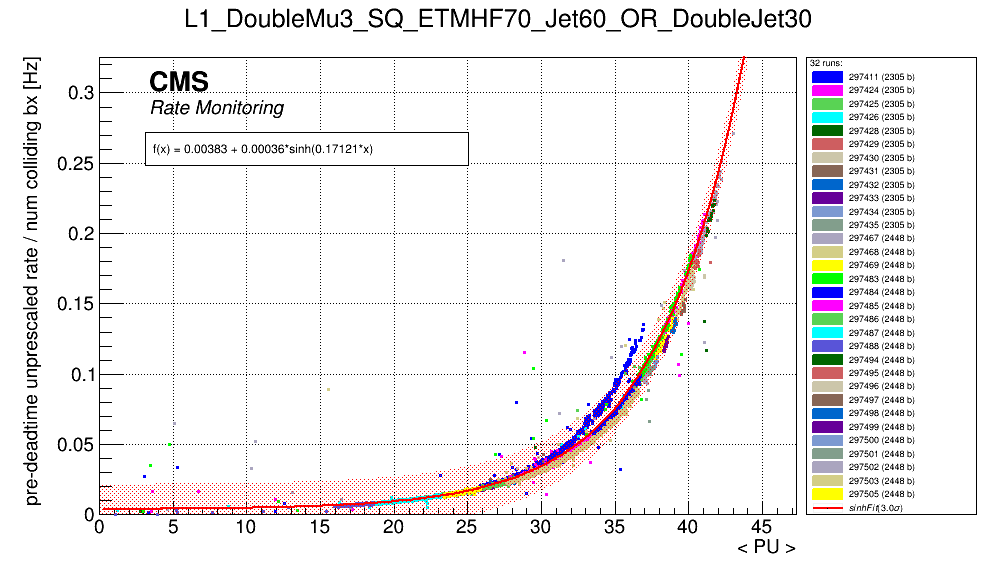 L1_DoubleMu3_SQ_ETMHF70_Jet60_OR_DoubleJet30
pre-deadtime unprescaled rate / num colliding bx [Hz]
CMS
Rate Monitoring
f(x) = 0.00383 + 0.00036*sinh(0.17121*x)
0.3
0.25
0.2
0.15
0.1
0.05
0
0 5 10 15 20 25 30 35 40 45
< PU >
32 runs:
297411 (2305 b)
297424 (2305 b)
297425 (2305 b)
297426 (2305 b)
297428 (2305 b)
297429 (2305 b)
297430 (2305 b)
297431 (2305 b)
297432 (2305 b)
297433 (2305 b)
297434 (2305 b)
297435 (2305 b)
297467 (2448 b)
297468 (2448 b)
297469 (2448 b)
297483 (2448 b)
297484 (2448 b)
297485 (2448 b)
297486 (2448 b)
297487 (2448 b)
297488 (2448 b)
297494 (2448 b)
297495 (2448 b)
297496 (2448 b)
297497 (2448 b)
297498 (2448 b)
297499 (2448 b)
297500 (2448 b)
297501 (2448 b)
297502 (2448 b)
297503 (2448 b)
297505 (2448 b)
sinhFit(3.0σ)